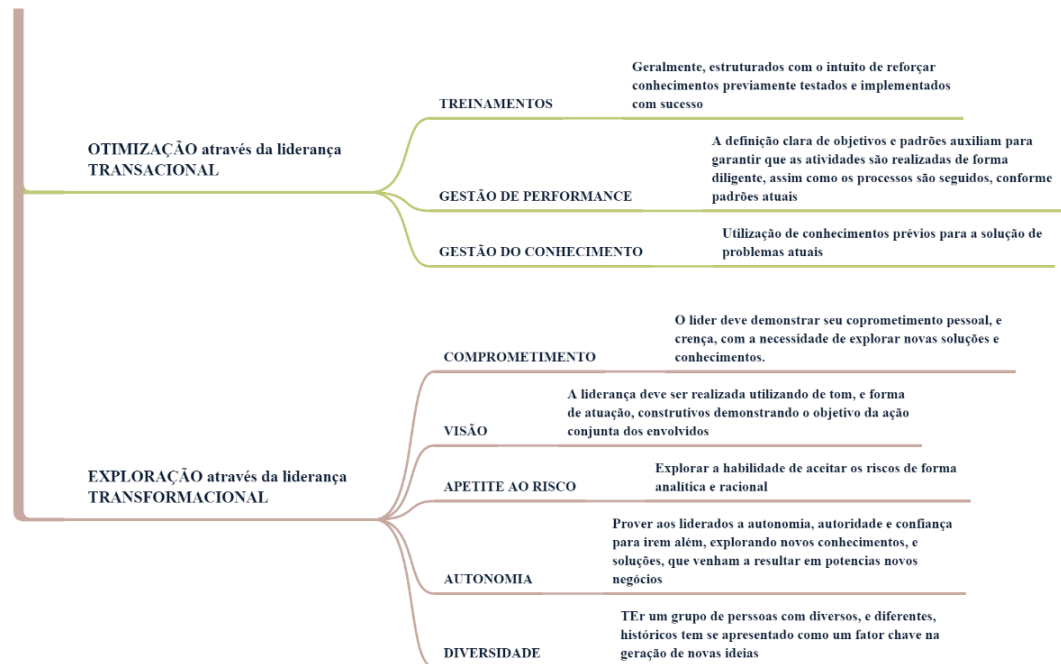 OTIMIZAÇÃO através da liderança
TRANSACIONAL
TREINAMENTOS
Geralmente, estruturados com o intuito de reforçar
conhecimentos previamente testados e implementados
com sucesso
GESTÃO DE PERFORMANCE
A definição clara de objetivos e padrões auxiliam para
garantir que as atividades são realizadas de forma
diligente, assim como os processos são seguidos, conforme
padrões atuais
GESTÃO DO CONHECIMENTO
Utilização de conhecimentos prévios para a solução de
problemas atuais
EXPLORAÇÃO através da liderança
TRANSFORMACIONAL
COMPROMETIMENTO
O líder deve demonstrar seu coprometimento pessoal, e
crença, com a necessidade de explorar novas soluções e
conhecimentos.
VISÃO
A liderança deve ser realizada utilizando de tom, e forma
de atuação, construtivos demonstrando o objetivo da ação
conjunta dos envolvidos
APETITE AO RISCO
Explorar a habilidade de aceitar os riscos de forma
analítica e racional
AUTONOMIA
Prover aos liderados a autonomia, autoridade e confiança
para irem além, explorando novos conhecimentos, e
soluções, que venham a resultar em potencias novos
negócios
DIVERSIDADE
TEr um grupo de perssoas com diversos, e diferentes,
históricos tem se apresentado como um fator chave na
geração de novas ideias